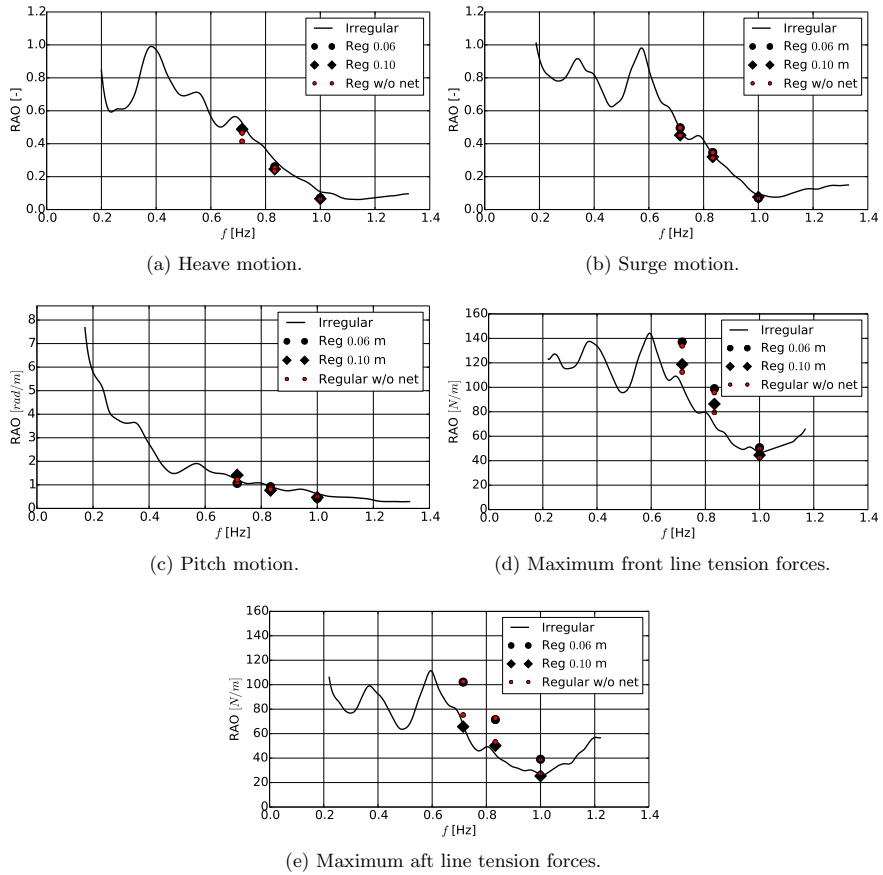 1.2
1.0
0.8
0.6
0.4
0.2
0.0
RAO [-]
0.0 0.2 0.4 0.6 0.8 1.0 1.2 1.4
f [Hz]
Irregular
Reg 0.06
Reg 0.10
Reg w/o net
(a) Heave motion.
1.2
1.0
0.8
0.6
0.4
0.2
0.0
RAO [-]
0.0 0.2 0.4 0.6 0.8 1.0 1.2 1.4
f [Hz]
Irregular
Reg 0.06 m
Reg 0.10 m
Reg w/o net
(b) Surge motion.
8
7
6
5
4
3
2
1
0
RAO [rad/m]
0.0 0.2 0.4 0.6 0.8 1.0 1.2 1.4
f [Hz]
Irregular
Reg 0.06 m
Reg 0.10 m
Regular w/o net
(c) Pitch motion.
160
140
120
100
80
60
40
20
0
RAO [N/m]
0.0 0.2 0.4 0.6 0.8 1.0 1.2 1.4
f [Hz]
Irregular
Reg 0.06 m
Reg 0.10 m
Regular w/o net
(d) Maximum front line tension forces.
160
140
120
100
80
60
40
20
0
RAO [N/m]
0.0 0.2 0.4 0.6 0.8 1.0 1.2 1.4
f [Hz]
Irregular
Reg 0.06 m
Reg 0.10 m
Regular w/o net
(e) Maximum aft line tension forces.